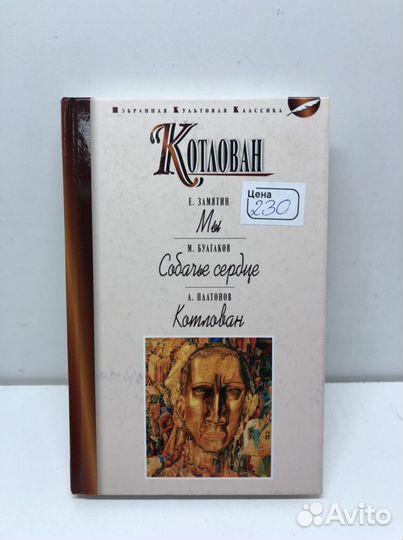 Избранная Культовая Классика
Котлован
Цена
230
Е. ЗАМЯТИН
Мы
М. БУЛГАКОВ
Собачье сердце
А. ПЛАТОНОВ
Котлован
Avito